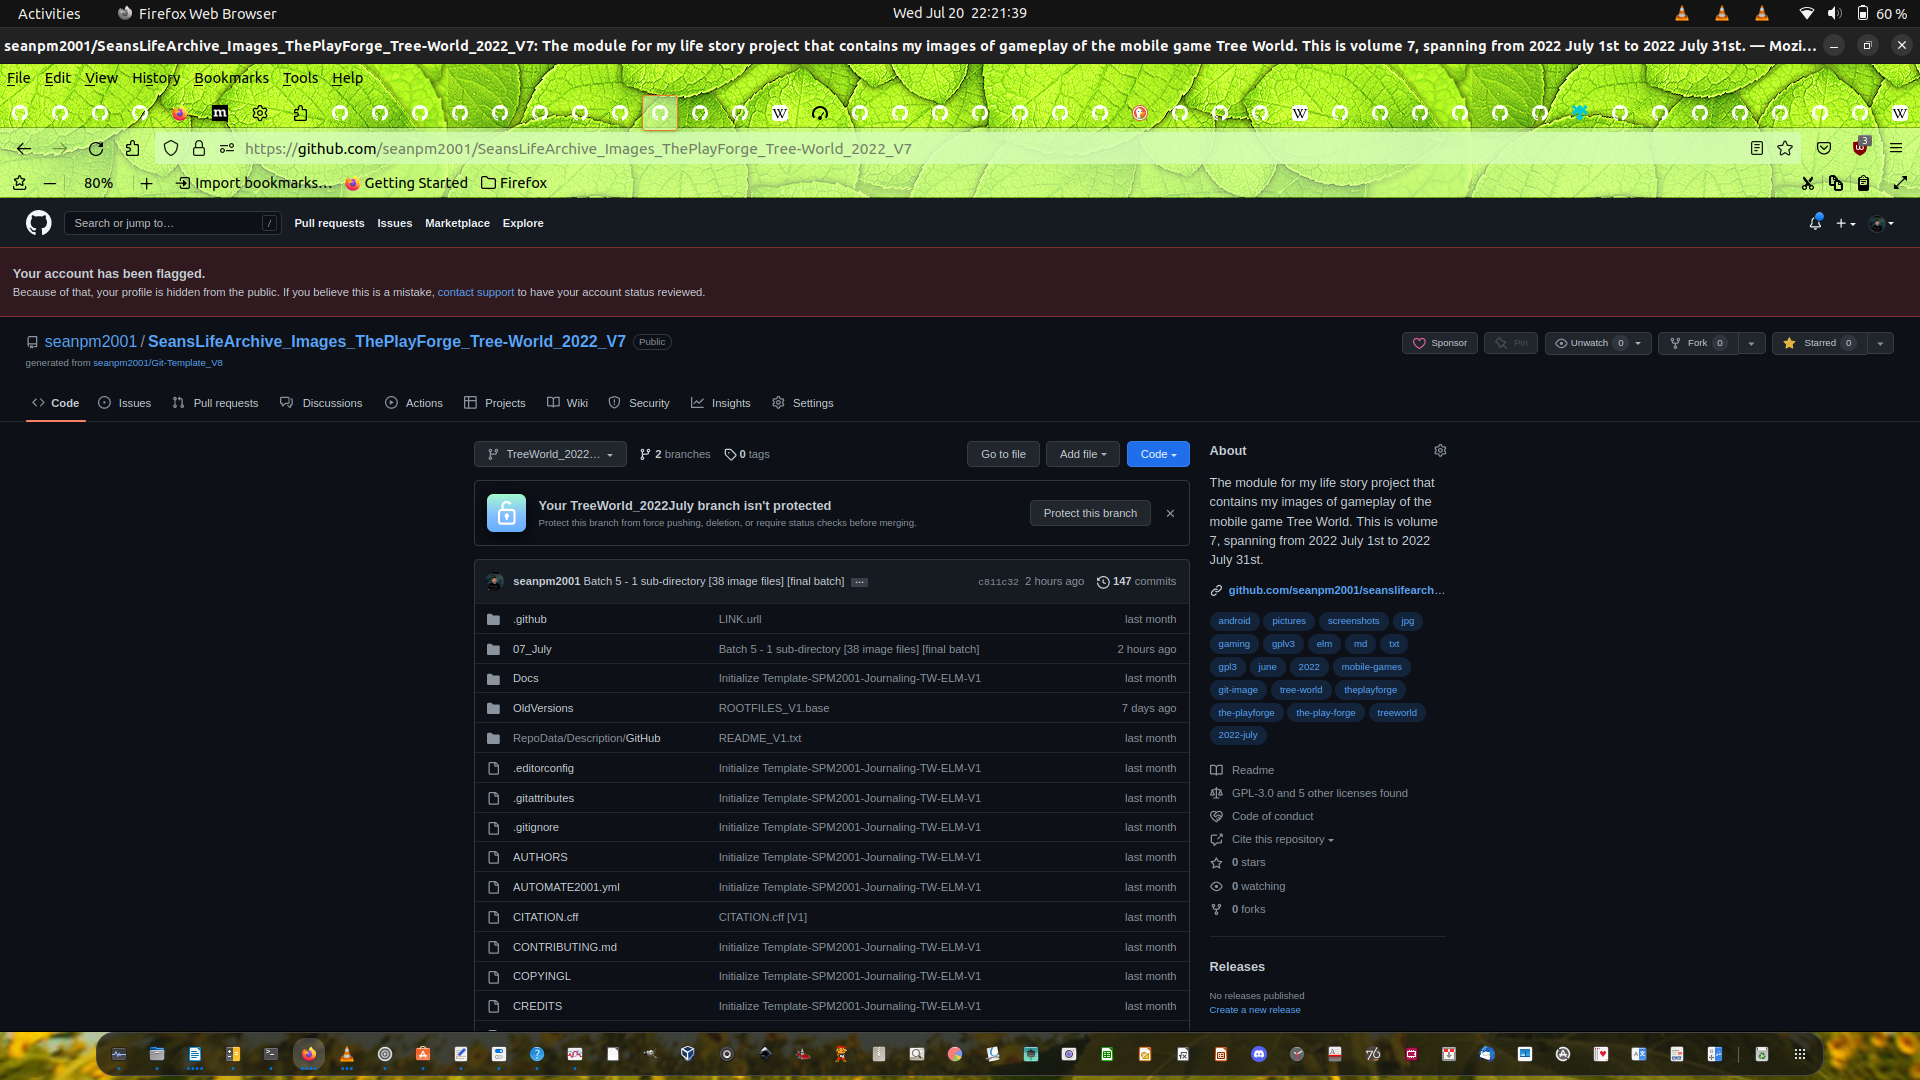 Activities
Firefox Web Browser
Wed Jul 20 22:21:39
60 %
seanpm2001/SeansLifeArchive_Images_ThePlayForge_Tree-World_2022_V7: The module for my life story project that contains my images of gameplay of the mobile game Tree World. This is volume 7, spanning from 2022 July 1st to 2022 July 31st. — Mozi…
File Edit View History Bookmarks Tools Help
https://github.com/seanpm2001/SeansLifeArchive_Images_ThePlayForge_Tree-World_2022_V7
3
80%
Import bookmarks…
Getting Started
Firefox
Search or jump to…
/
Pull requests
Issues
Marketplace
Explore
Your account has been flagged.
Because of that, your profile is hidden from the public. If you believe this is a mistake, contact support to have your account status reviewed.
seanpm2001 / SeansLifeArchive_Images_ThePlayForge_Tree-World_2022_V7 Public
generated from seanpm2001/Git-Template_V8
Sponsor
Pin
Unwatch 0
Fork 0
Starred 0
Code
Issues
Pull requests
Discussions
Actions
Projects
Wiki
Security
Insights
Settings
TreeWorld_2022…
2 branches
0 tags
Go to file
Add file
Code
Your TreeWorld_2022July branch isn't protected
Protect this branch from force pushing, deletion, or require status checks before merging.
Protect this branch
seanpm2001 Batch 5 - 1 sub-directory [38 image files] [final batch] …
c811c32 2 hours ago
147 commits
.github LINK.urll last month
07_July Batch 5 - 1 sub-directory [38 image files] [final batch] 2 hours ago
Docs Initialize Template-SPM2001-Journaling-TW-ELM-V1 last month
OldVersions ROOTFILES_V1.base 7 days ago
RepoData/Description/GitHub README_V1.txt last month
.editorconfig Initialize Template-SPM2001-Journaling-TW-ELM-V1 last month
.gitattributes Initialize Template-SPM2001-Journaling-TW-ELM-V1 last month
.gitignore Initialize Template-SPM2001-Journaling-TW-ELM-V1 last month
AUTHORS Initialize Template-SPM2001-Journaling-TW-ELM-V1 last month
AUTOMATE2001.yml Initialize Template-SPM2001-Journaling-TW-ELM-V1 last month
CITATION.cff CITATION.cff [V1] last month
CONTRIBUTING.md Initialize Template-SPM2001-Journaling-TW-ELM-V1 last month
COPYINGL Initialize Template-SPM2001-Journaling-TW-ELM-V1 last month
CREDITS Initialize Template-SPM2001-Journaling-TW-ELM-V1 last month
About
The module for my life story project that
contains my images of gameplay of the
mobile game Tree World. This is volume
7, spanning from 2022 July 1st to 2022
July 31st.
github.com/seanpm2001/seanslifearch…
android pictures screenshots jpg
gaming gplv3 elm md txt
gpl3 june 2022 mobile-games
git-image tree-world theplayforge
the-playforge the-play-forge treeworld
2022-july
Readme
GPL-3.0 and 5 other licenses found
Code of conduct
Cite this repository
0 stars
0 watching
0 forks
Releases
No releases published
Create a new release